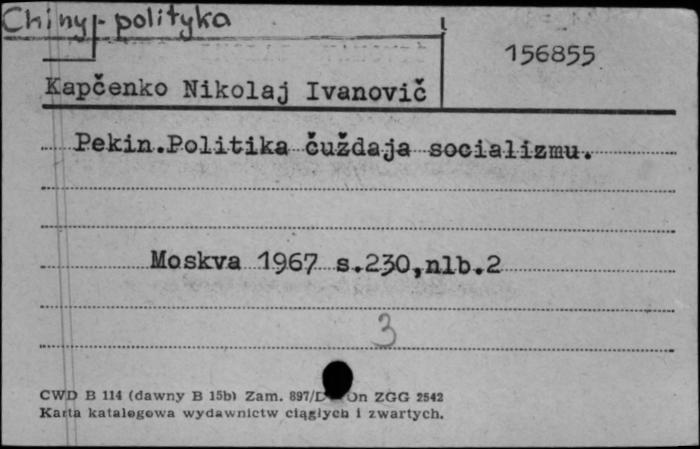 Chiny - polityka
156855
Kapčenko Nikolaj Ivanovič
Pekin.Politika čuždaja socializmu.
Moskva 1967 s.230,nlb.2
3
CWD B 114 (dawny B 15b) Zam. 897/D On ZGG 2542
Karta katalogowa wydawnictw ciągłych i zwartych.